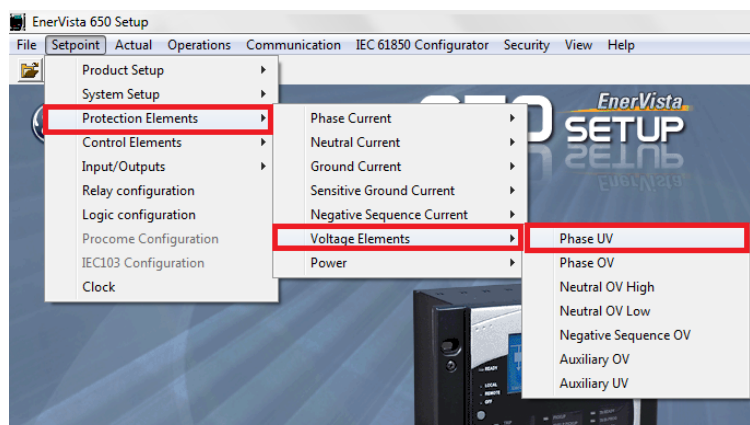 EnerVista 650 Setup
File Setpoint Actual Operations Communication IEC 61850 Configurator Security View Help
Product Setup
System Setup
Protection Elements
Control Elements
Input/Outputs
Relay configuration
Logic configuration
Procome Configuration
IEC103 Configuration
Clock
Phase Current
Neutral Current
Ground Current
Sensitive Ground Current
Negative Sequence Current
Voltage Elements
Power
Phase UV
Phase OV
Neutral OV High
Neutral OV Low
Negative Sequence OV
Auxiliary OV
Auxiliary UV
EnerVista
SETUP
READY
LOCAL
REMOTE
OFF